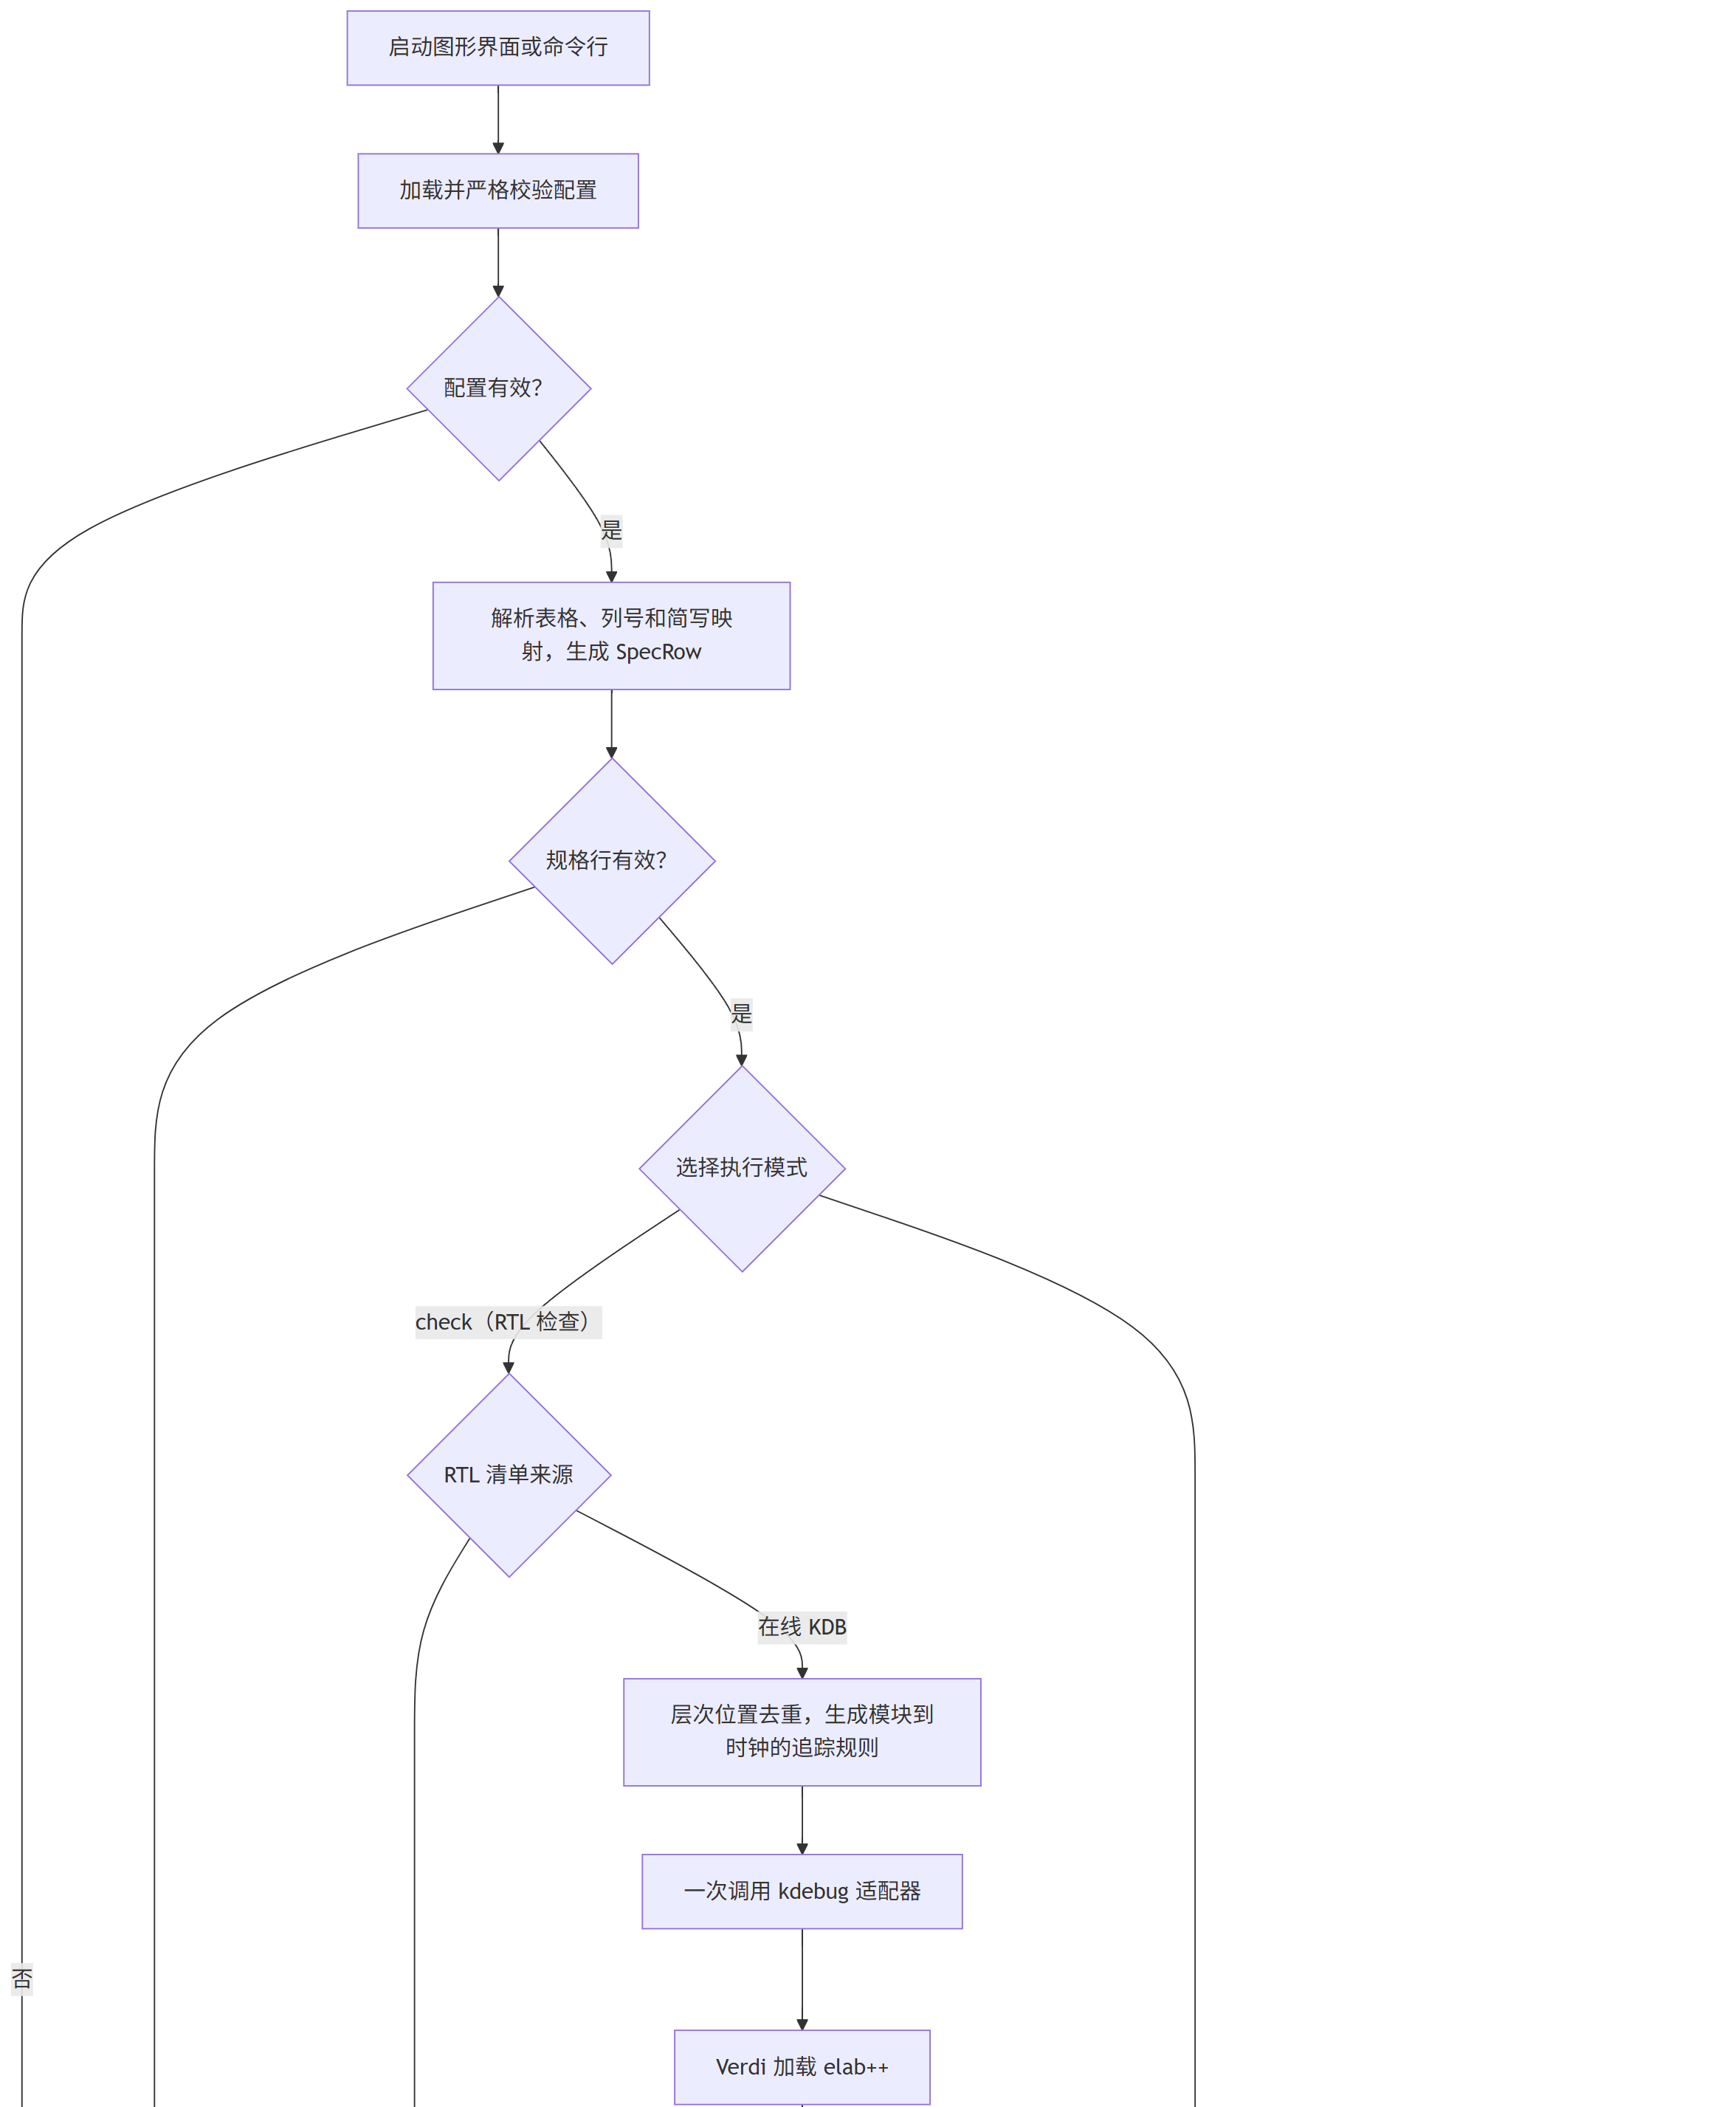 启动图形界面或命令行
加载并严格校验配置
配置有效？
是
解析表格、列号和简写映
射，生成 SpecRow
规格行有效？
是
选择执行模式
check（RTL 检查）
RTL 清单来源
在线 KDB
层次位置去重，生成模块到
时钟的追踪规则
一次调用 kdebug 适配器
否
Verdi 加载 elab++